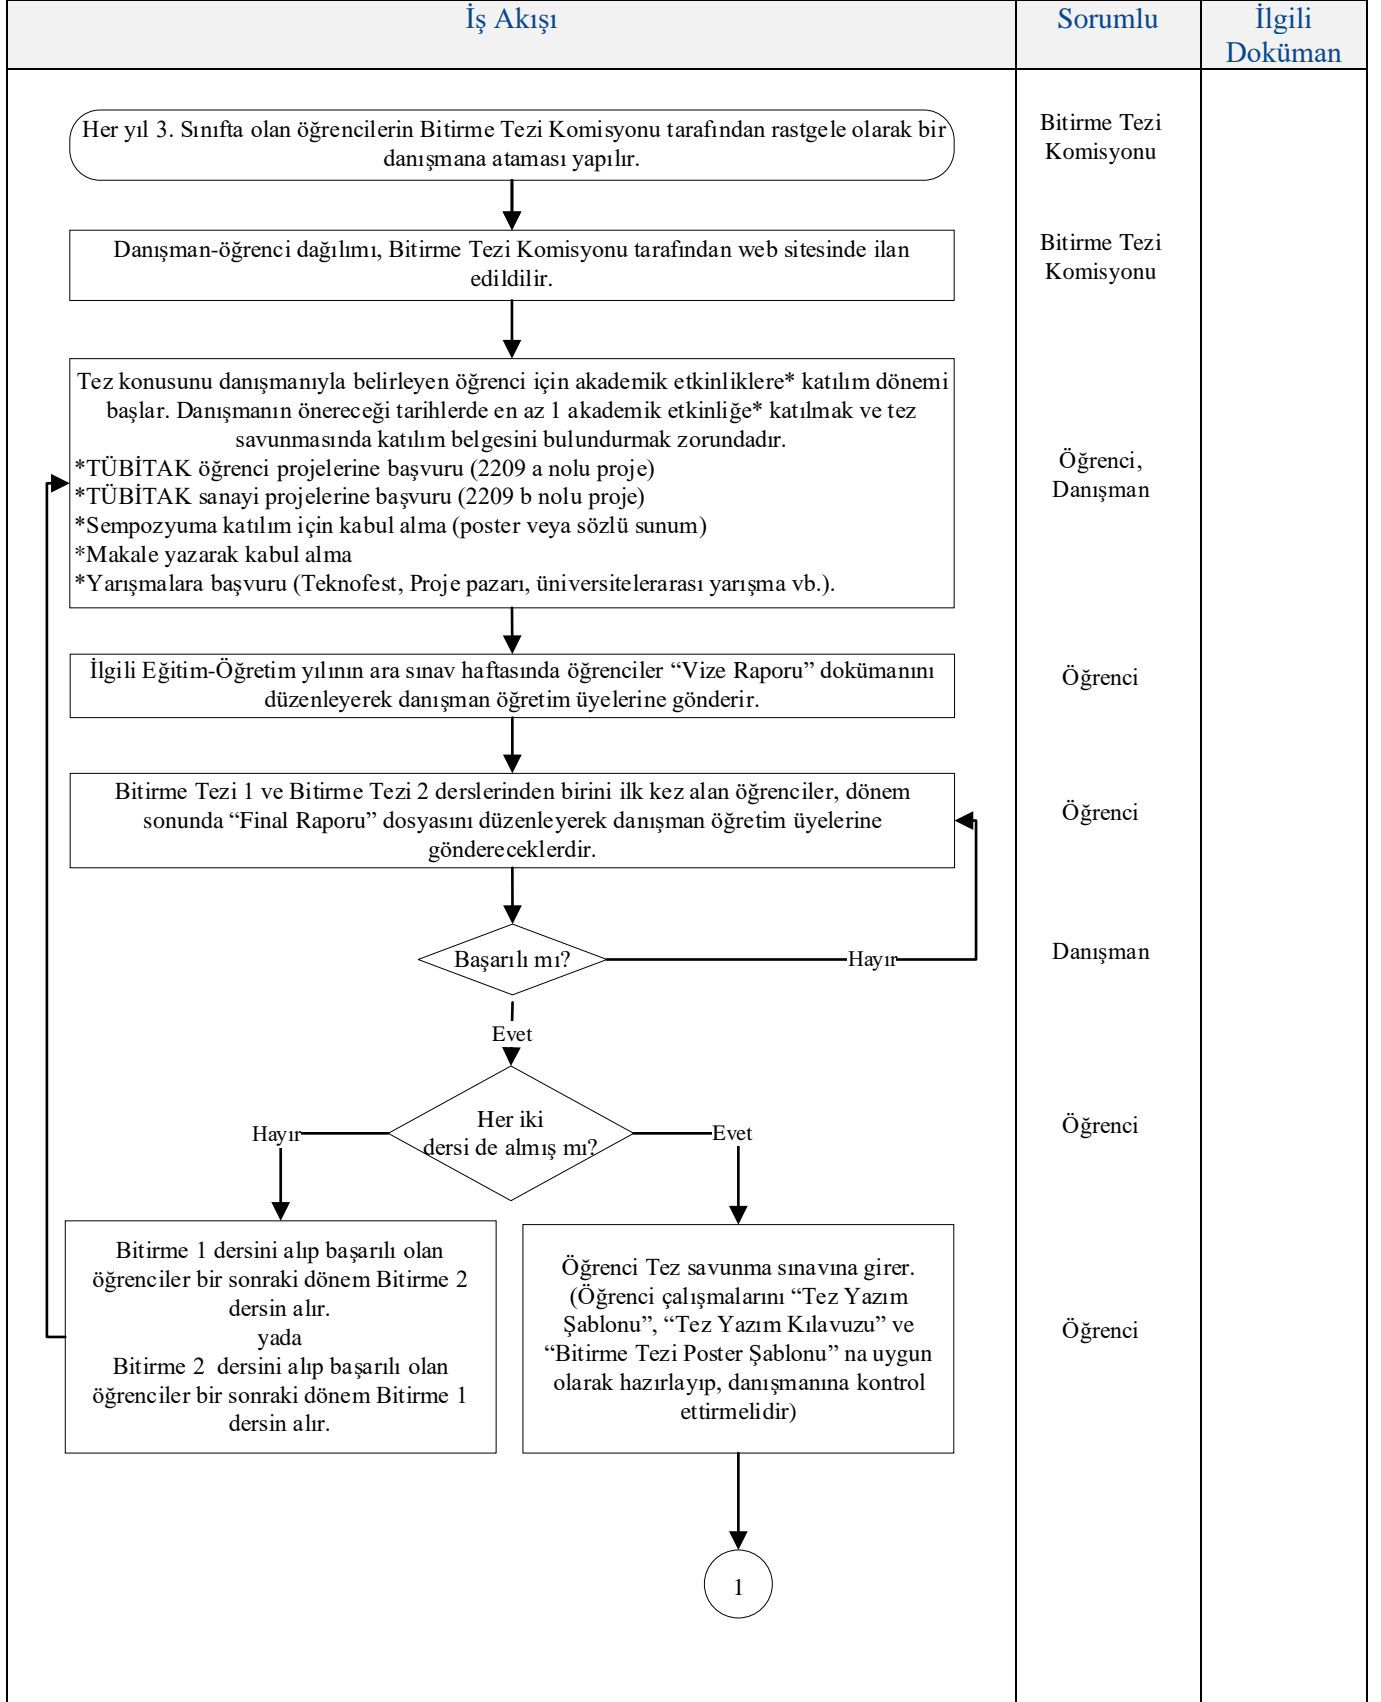 İş Akışı
Sorumlu
İlgili
Doküman
Her yıl 3. Sınıfta olan öğrencilerin Bitirme Tezi Komisyonu tarafından rastgele olarak bir
danışmana ataması yapılır.
Bitirme Tezi
Komisyonu
Danışman-öğrenci dağılımı, Bitirme Tezi Komisyonu tarafından web sitesinde ilan
edildilir.
Bitirme Tezi
Komisyonu
Tez konusunu danışmanıyla belirleyen öğrenci için akademik etkinliklere* katılım dönemi
başlar. Danışmanın önereceği tarihlerde en az 1 akademik etkinliğe* katılmak ve tez
savunmasında katılım belgesini bulundurmak zorundadır.
*TÜBİTAK öğrenci projelerine başvuru (2209 a nolu proje)
*TÜBİTAK sanayi projelerine başvuru (2209 b nolu proje)
*Sempozyuma katılım için kabul alma (poster veya sözlü sunum)
*Makale yazarak kabul alma
*Yarışmalara başvuru (Teknofest, Proje pazarı, üniversitelerarası yarışma vb.).
Öğrenci,
Danışman
İlgili Eğitim-Öğretim yılının ara sınav haftasında öğrenciler “Vize Raporu” dokümanını
düzenleyerek danışman öğretim üyelerine gönderir.
Öğrenci
Bitirme Tezi 1 ve Bitirme Tezi 2 derslerinden birini ilk kez alan öğrenciler, dönem
sonunda “Final Raporu” dosyasını düzenleyerek danışman öğretim üyelerine
göndereceklerdir.
Öğrenci
Başarılı mı?
Hayır
Danışman
Evet
Her iki
dersi de almış mı?
Hayır
Evet
Öğrenci
Bitirme 1 dersini alıp başarılı olan
öğrenciler bir sonraki dönem Bitirme 2
dersin alır.
yada
Bitirme 2  dersini alıp başarılı olan
öğrenciler bir sonraki dönem Bitirme 1
dersin alır.
Öğrenci Tez savunma sınavına girer.
(Öğrenci çalışmalarını “Tez Yazım
Şablonu”, “Tez Yazım Kılavuzu” ve
“Bitirme Tezi Poster Şablonu” na uygun
olarak hazırlayıp, danışmanına kontrol
ettirmelidir)
Öğrenci
1